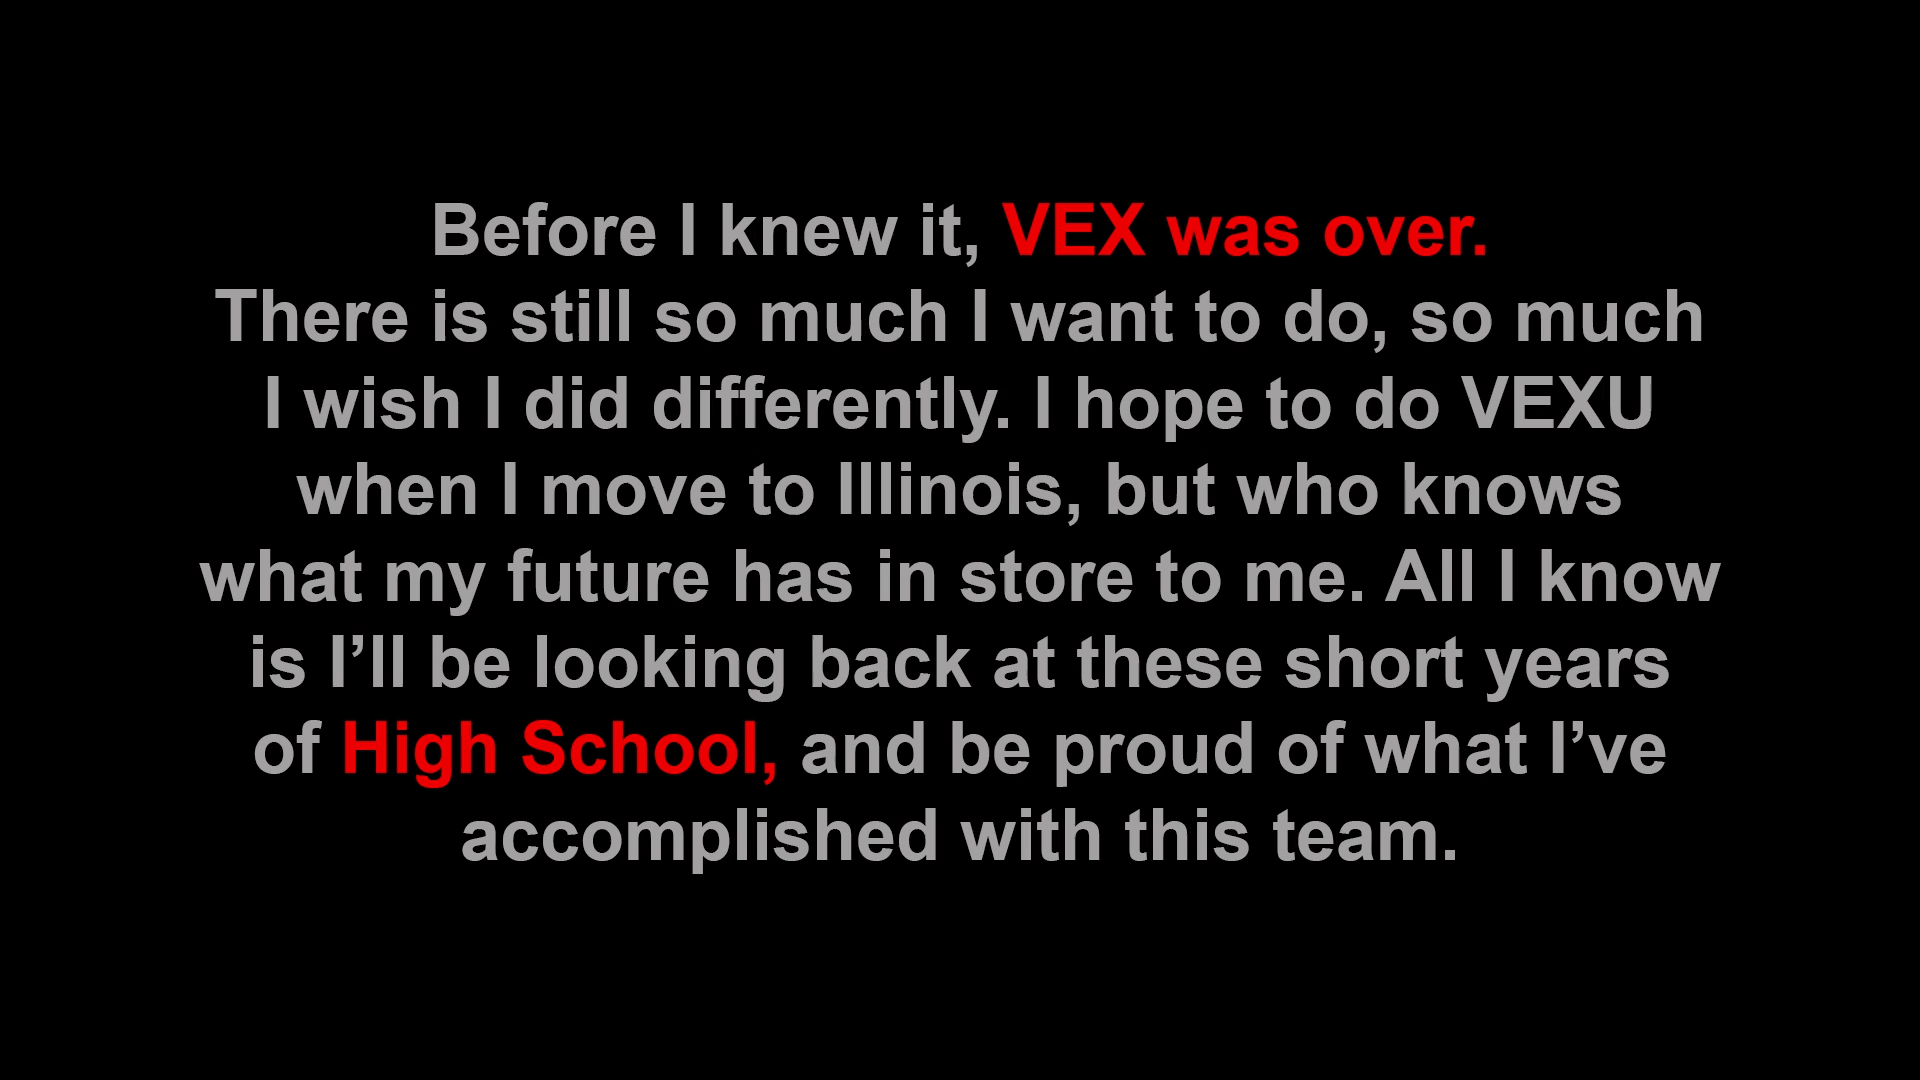 Before I knew it, VEX was over.
There is still so much I want to do, so much
I wish I did differently. I hope to do VEXU
when I move to Illinois, but who knows
what my future has in store to me. All I know
is I’ll be looking back at these short years
of High School, and be proud of what I’ve
accomplished with this team.